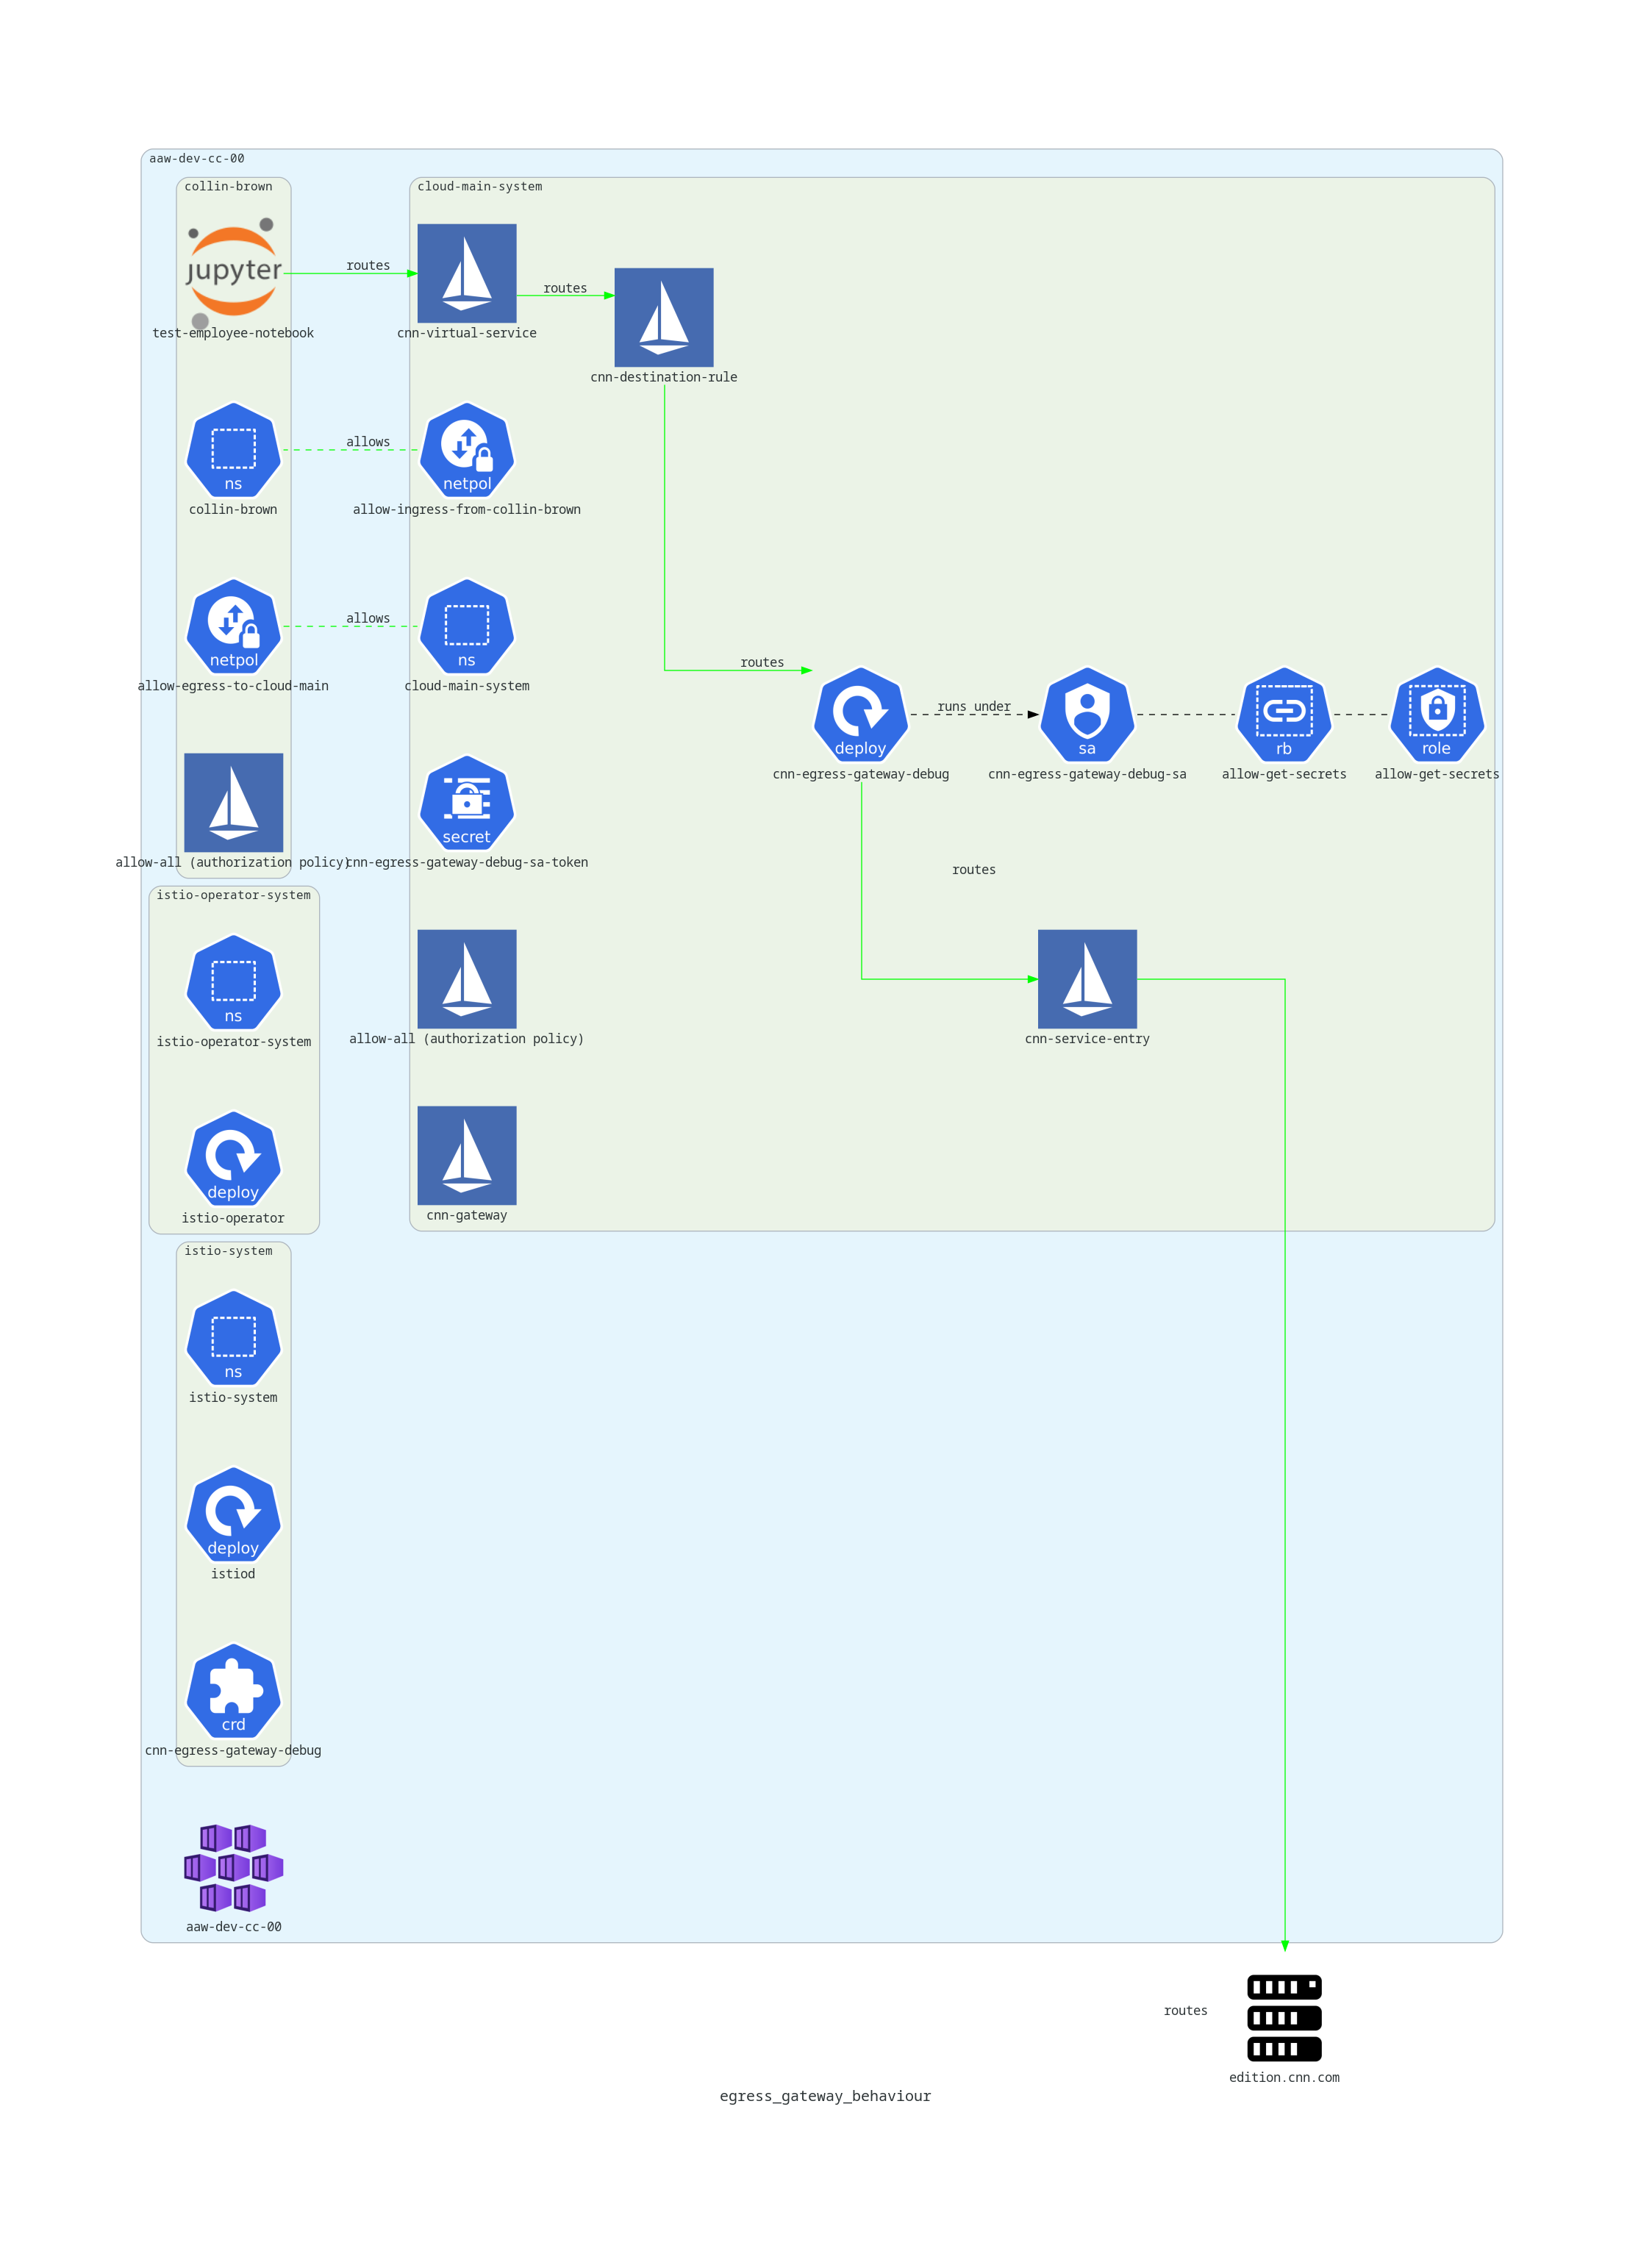 aaw-dev-cc-00
collin-brown
cloud-main-system
jupyter
test-employee-notebook
routes
cnn-virtual-service
routes
cnn-destination-rule
ns
collin-brown
allows
netpol
allow-ingress-from-collin-brown
netpol
allow-egress-to-cloud-main
allows
ns
cloud-main-system
routes
deploy
cnn-egress-gateway-debug
runs under
sa
cnn-egress-gateway-debug-sa
rb
allow-get-secrets
role
allow-get-secrets
allow-all (authorization policy)
secret
cnn-egress-gateway-debug-sa-token
routes
istio-operator-system
ns
istio-operator-system
allow-all (authorization policy)
cnn-service-entry
deploy
istio-operator
cnn-gateway
istio-system
ns
istio-system
deploy
istiod
crd
cnn-egress-gateway-debug
aaw-dev-cc-00
routes
edition.cnn.com
egress_gateway_behaviour